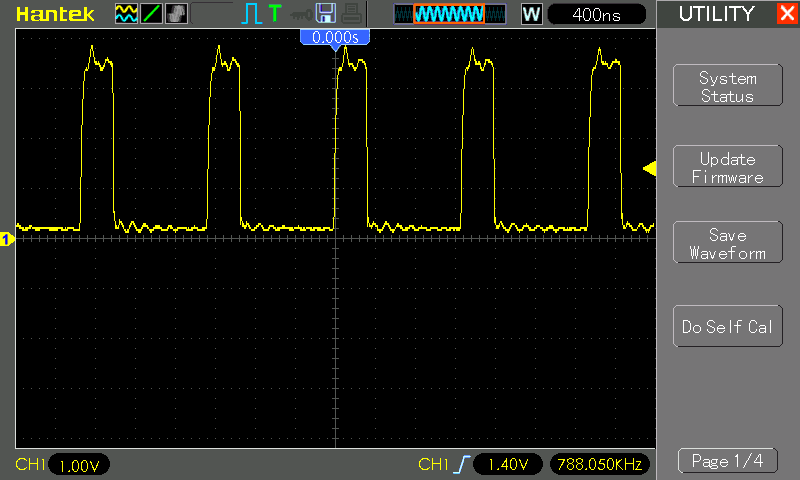 Hantek
T
W
400ns
UTILITY
0.000s
System
Status
Update
Firmware
1
Save
Waveform
Do Self Cal
CH1
1.00V
CH1
1.40V
788.050KHz
Page 1/4